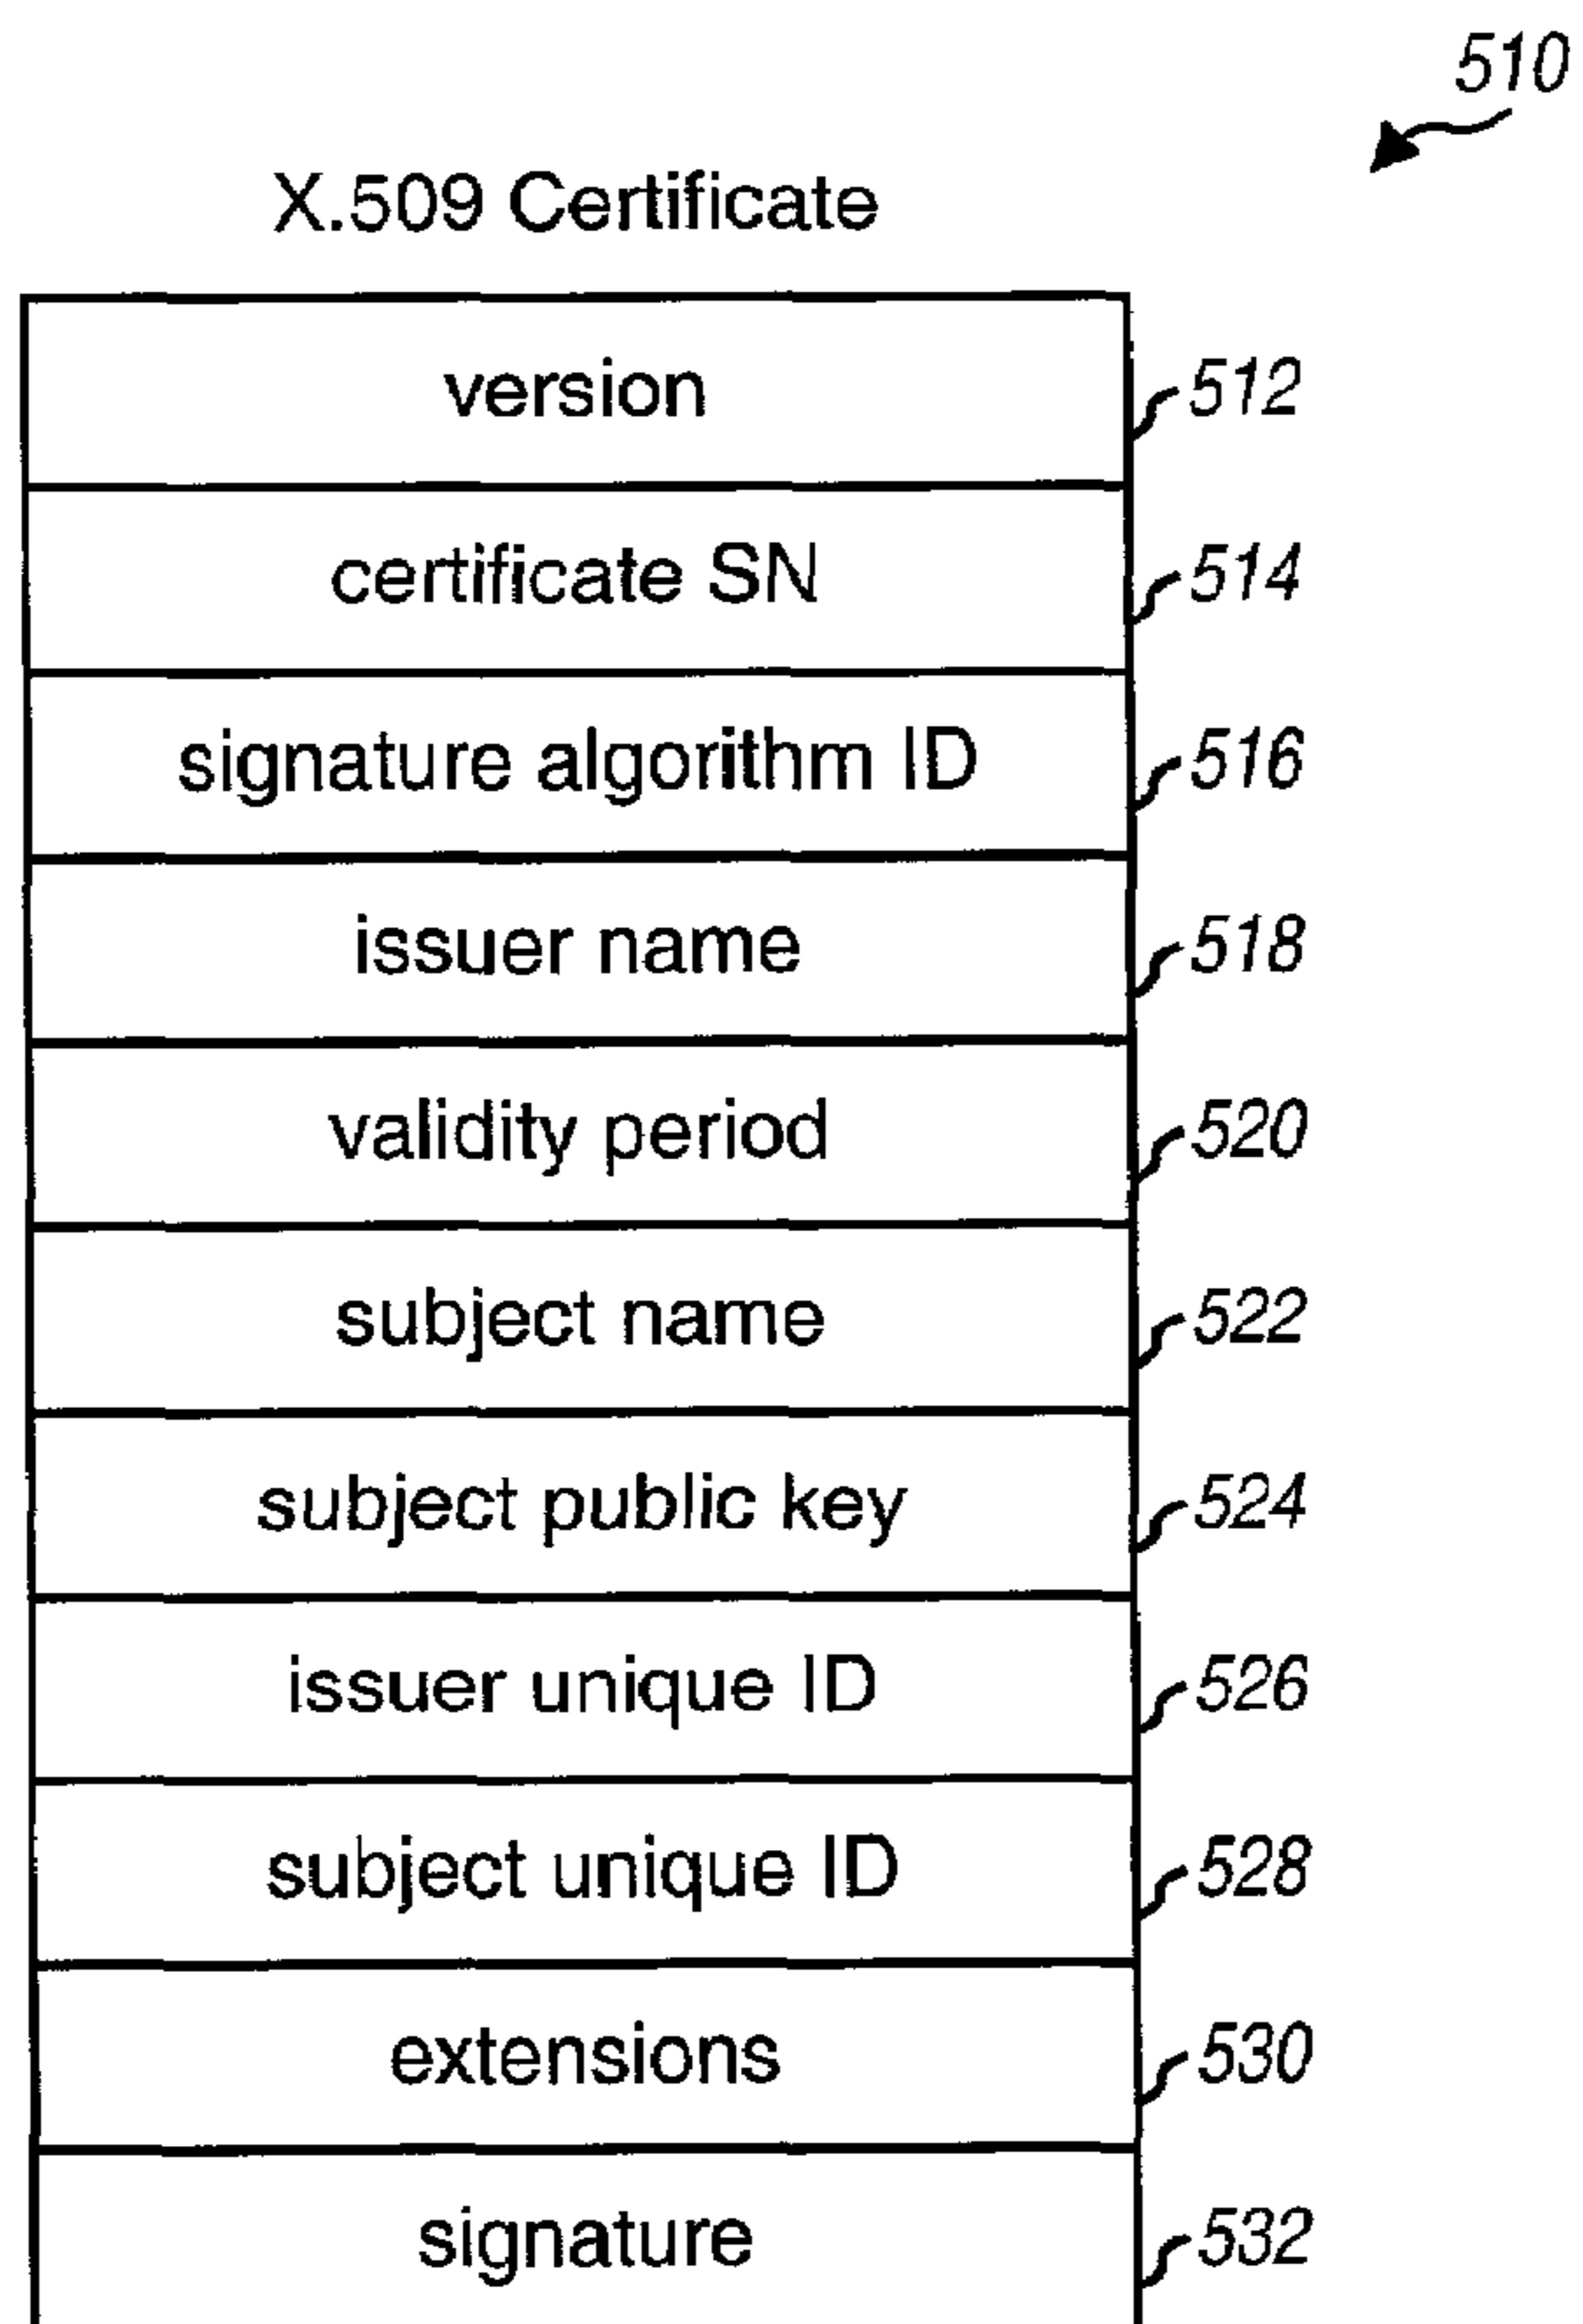 510
X.509 Certificate
version 512
certificate SN 514
signature algorithm ID 516
issuer name 518
validity period 520
subject name 522
subject public key 524
issuer unique ID 526
subject unique ID 528
extensions 530
signature 532